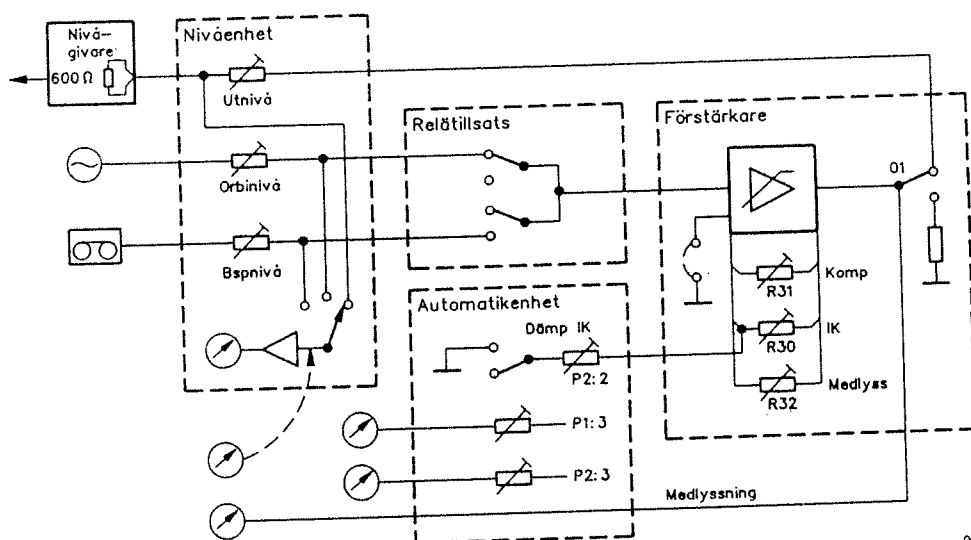 Nivå-
givare
600 Ω
Nivåenhet
Utnivå
Orbinivå
Bspnivå
Relätillsats
Förstärkare
01
Komp
R31
IK
R30
Medlyss
R32
Automatikenhet
Dämp IK
P2:2
P1:3
P2:3
Medlyssning